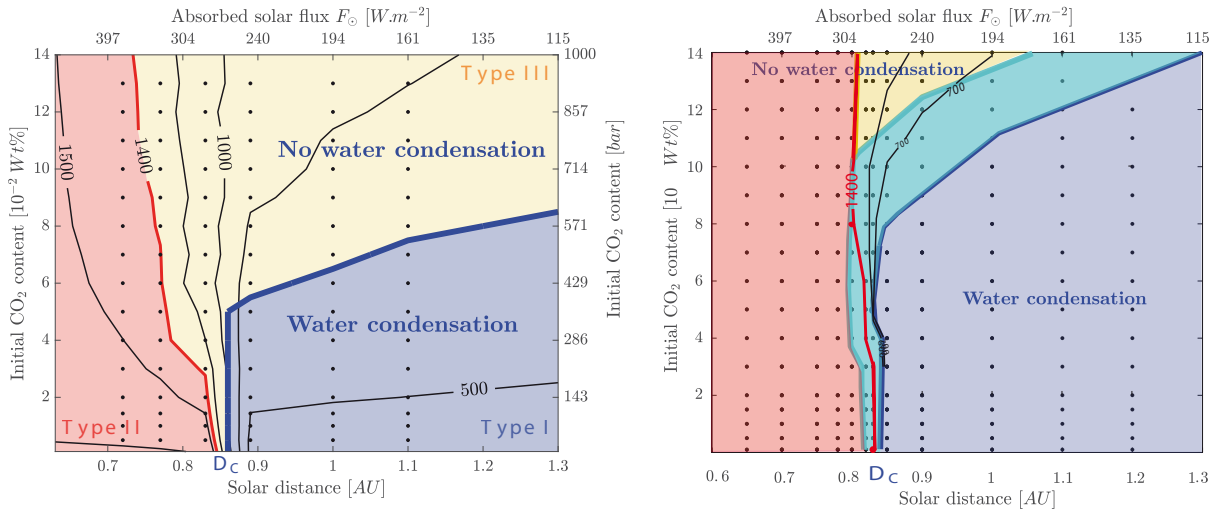 Absorbed solar flux F⊙ [W.m⁻²]
397 304 240 194 161 135 115
14 12 10 8 6 4 2
Initial CO₂ content [10⁻² Wt%]
1000 857 714 571 429 286 143
Initial CO₂ content [bar]
Type III
1500
1400
1000
No water condensation
Water condensation
500
Type II
Type I
0.7 0.8 D C 0.9 1 1.1 1.2 1.3
Solar distance [AU]
Absorbed solar flux F⊙ [W.m⁻²]
397 304 240 194 161 135 115
14 12 10 8 6 4 2
Initial CO₂ content [10 Wt%]
No water condensation
700
700
1400
Water condensation
0.6 0.7 0.8 D C 0.9 1 1.1 1.2 1.3
Solar distance [AU]